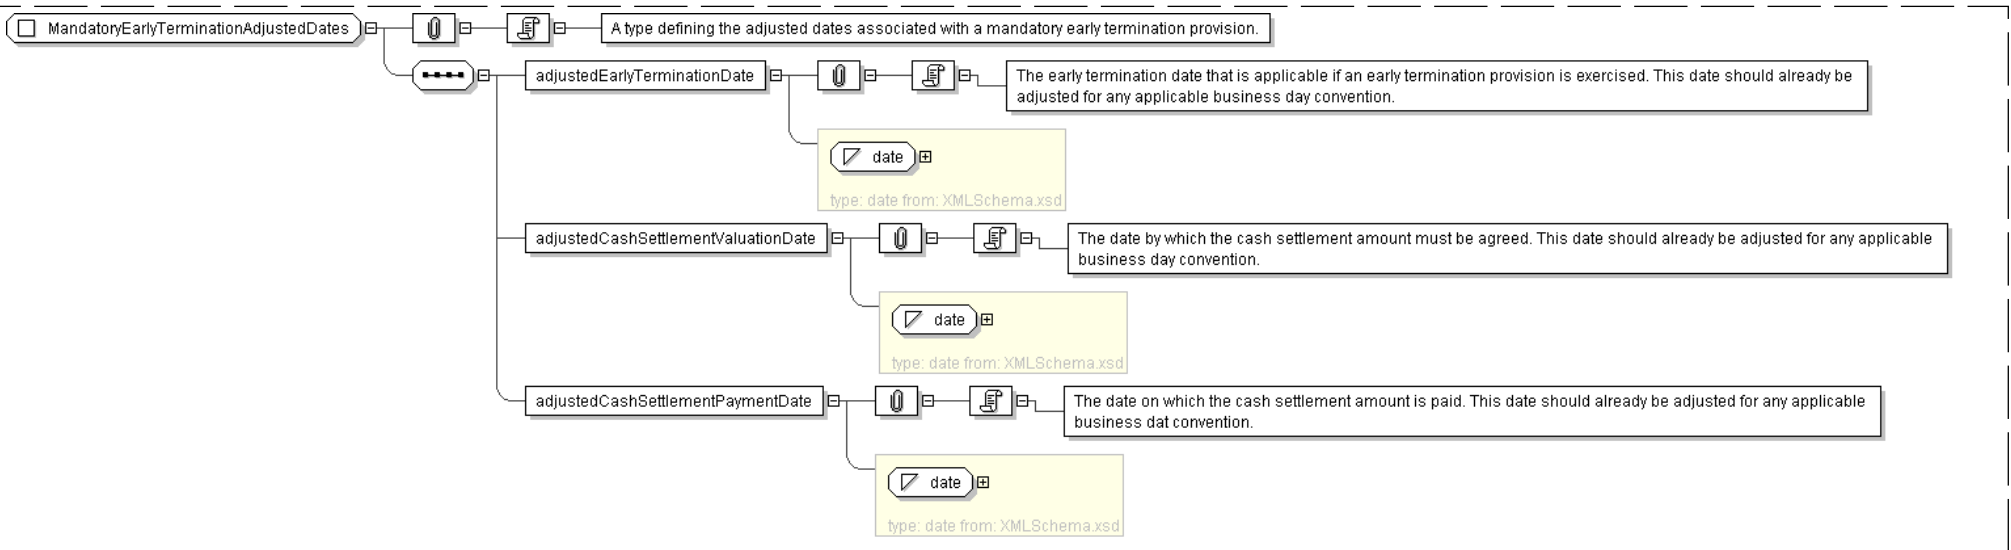 MandatoryEarlyTerminationAdjustedDates
A type defining the adjusted dates associated with a mandatory early termination provision.
adjustedEarlyTerminationDate
The early termination date that is applicable if an early termination provision is exercised. This date should already be
adjusted for any applicable business day convention.
date
type: date from: XMLSchema.xsd
adjustedCashSettlementValuationDate
The date by which the cash settlement amount must be agreed. This date should already be adjusted for any applicable
business day convention.
date
type: date from: XMLSchema.xsd
adjustedCashSettlementPaymentDate
The date on which the cash settlement amount is paid. This date should already be adjusted for any applicable
business dat convention.
date
type: date from: XMLSchema.xsd